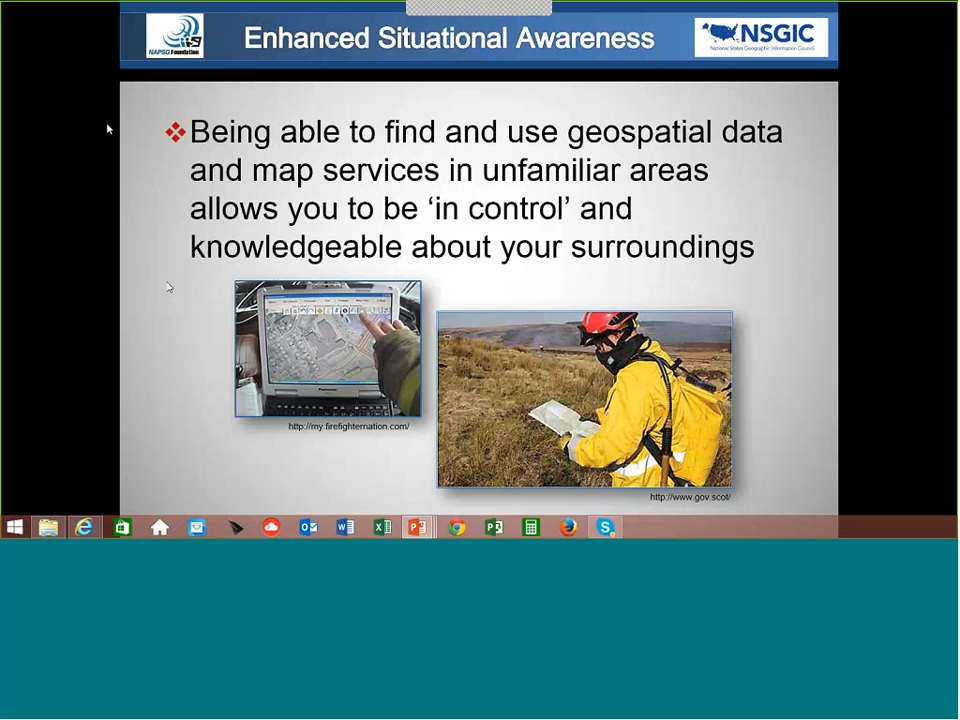 NAPSG Foundation
Enhanced Situational Awareness
NSGIC
National States Geographic Information Council
Being able to find and use geospatial data
and map services in unfamiliar areas
allows you to be ‘in control’ and
knowledgeable about your surroundings
http://my.firefighternation.com/
http://www.gov.scot/